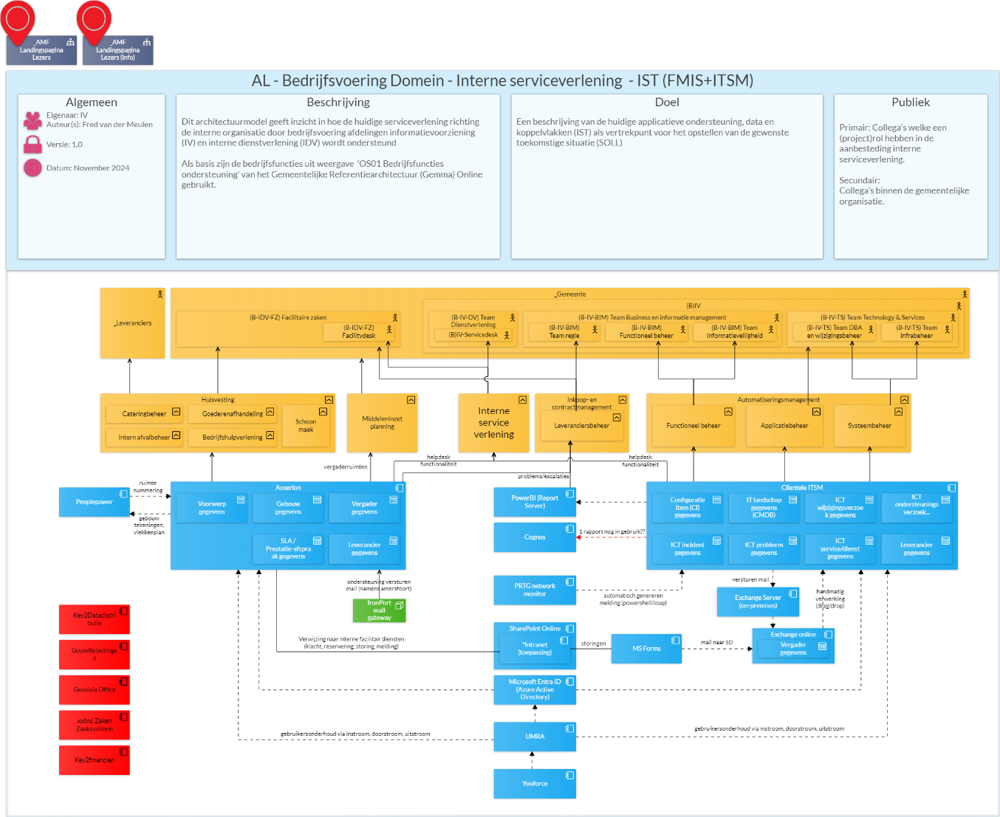 _AMF
Landingspagina
Lezers
_AMF
Landingspagina
Lezers (info)
AL - Bedrijfsvoering Domein - Interne serviceverlening - IST (FMIS+ITSM)
Algemeen
Eigenaar: IV
Auteur(s): Fred van der Meulen
Versie: 1.0
Datum: November 2024
Beschrijving
Dit architectuurmodel geeft inzicht in hoe de huidige serviceverlening richting
de interne organisatie door bedrijfsvoering afdelingen informatievoorziening
(IV) en interne dienstverlening (IDV) wordt ondersteund
Als basis zijn de bedrijfsfuncties uit weergave 'OS01 Bedrijfsfuncties
ondersteuning' van het Gemeentelijke Referentiearchitectuur (Gemma) Online
gebruikt.
Doel
Een beschrijving van de huidige applicatieve ondersteuning, data en
koppelvlakken (IST) als vertrekpunt voor het opstellen van de gewenste
toekomstige situatie (SOLL)
Publiek
Primair: Collega's welke een
(project)rol hebben in de
aanbesteding interne
serviceverlening.
Secundair:
Collega's binnen de gemeentelijke
organisatie.
_Leveranciers
_Gemeente
(B-IDV-FZ) Facilitaire zaken
(B-IDV-FZ)
Facilitydesk
(B)IV
(B-IV-DV) Team
Dienstverlening
(B)iV-Servicedesk
(B-IV-BIM) Team Business en informatie management
(B-IV-BIM)
Team regie
(B-IV-BIM)
Functioneel beheer
(B-IV-BIM) Team
Informatieveiligheid
(B-IV-TS) Team Technology & Services
(B-IV-TS) Team DBA
en wijzigingsbeheer
(B-IV-TS) Team
Infrabeheer
Huisvesting
Cateringbeheer
Goederenafhandeling
Schoon
maak
Intern afvalbeheer
Bedrijfshulpverlening
Middeleninzet
planning
Interne
service
verlening
Inkoop- en
contractmanagement
Leveranciersbeheer
Automatiseringsmanagement
Functioneel beheer
Applicatiebeheer
Systeembeheer
vergaderruimten
helpdesk
functionaliteit
problems/escalaties
helpdesk
functionaliteit
Peoplepower
ruimte
nummering
gebouw
tekeningen,
vlekkenplan
Axxerion
Voorwerp
gegevens
Gebouw
gegevens
Vergader
gegevens
SLA /
Prestatie-afspra
ak gegevens
Leverancier
gegevens
PowerBI (Report
Server)
Cognos
1 rapport nog in gebruik??
Clientele ITSM
Configuratie
Item (CI)
gegevens
IT landschap
gegevens
(CMDB)
ICT
wijzigingsverzoe
k gegevens
ICT
ondersteunings
verzoek...
ICT incident
gegevens
ICT probleem
gegevens
ICT
service/dienst
gegevens
Leverancier
gegevens
ondersteuning versturen
mail (namens amersfoort)
IronPort
mail
gateway
PRTG network
monitor
automatisch genereren
melding (powershell/soap)
versturen mail
Exchange Server
(on-premises)
handmatig
verwerking
(drag/drop)
Exchange online
Vergader
gegevens
Key2Datadistri
butie
GouwBelastinge
n
Geovisia Office
:xdlnc Zaken
Zaaksysteem
Key2financien
Verwijzing naar interne facilitair diensten
(klacht, reservering, storing, melding)
SharePoint Online
"Intranet
(toepassing)
storingen
MS Forms
mail naar SD
Microsoft Entra ID
(Azure Active
Directory)
UMRA
gebruikersonderhoud via instroom, doorstroom, uitstroom
gebruikersonderhoud via instroom, doorstroom, uitstroom
Youforce